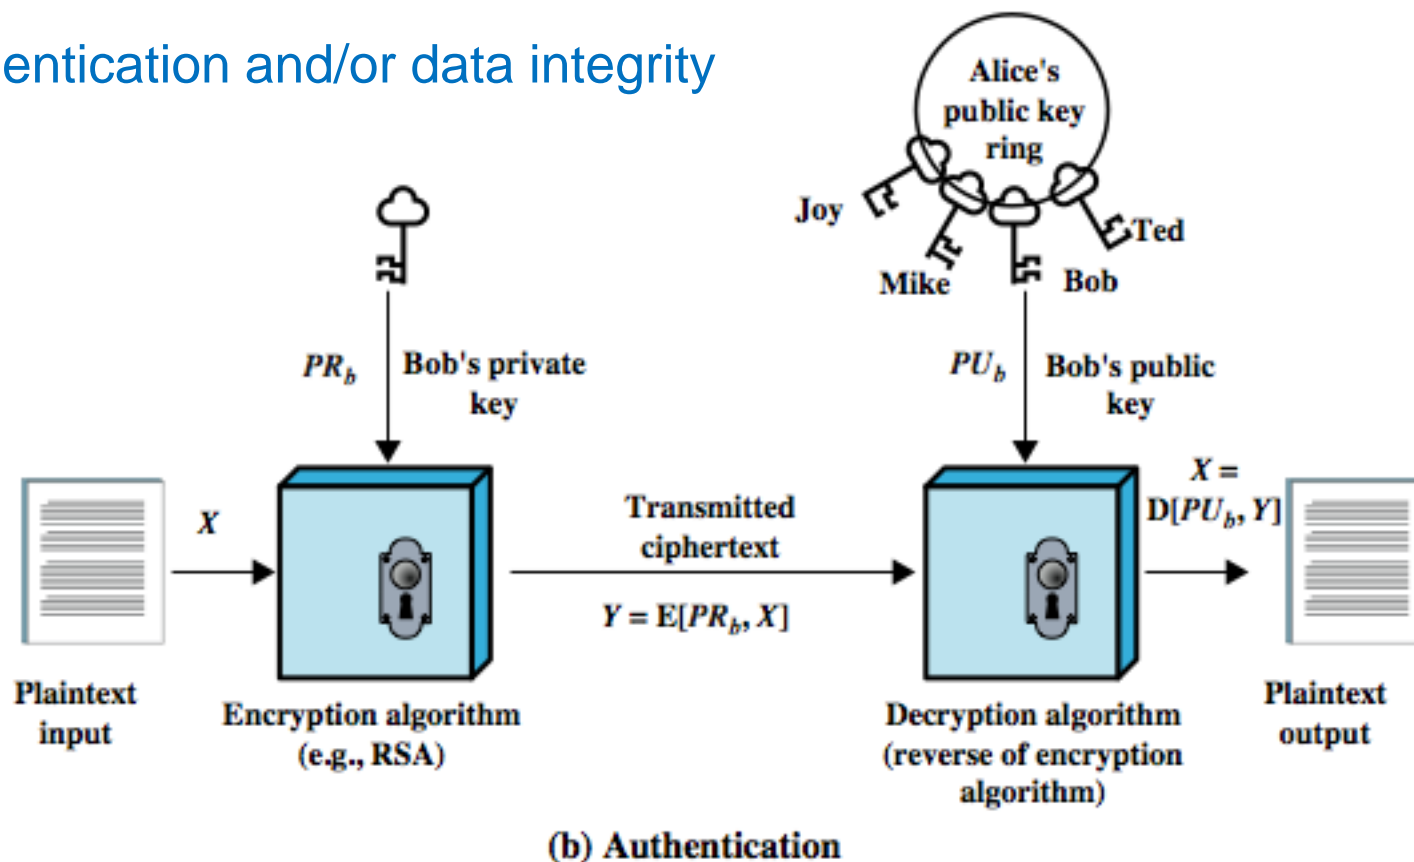 entication and/or data integrity
Alice's
public key
ring
Joy
Mike
Bob
Ted
PR_b
Bob's private
key
PU_b
Bob's public
key
X
Transmitted
ciphertext
Y = E[PR_b, X]
X =
D[PU_b, Y]
Plaintext
input
Encryption algorithm
(e.g., RSA)
Decryption algorithm
(reverse of encryption
algorithm)
Plaintext
output
(b) Authentication